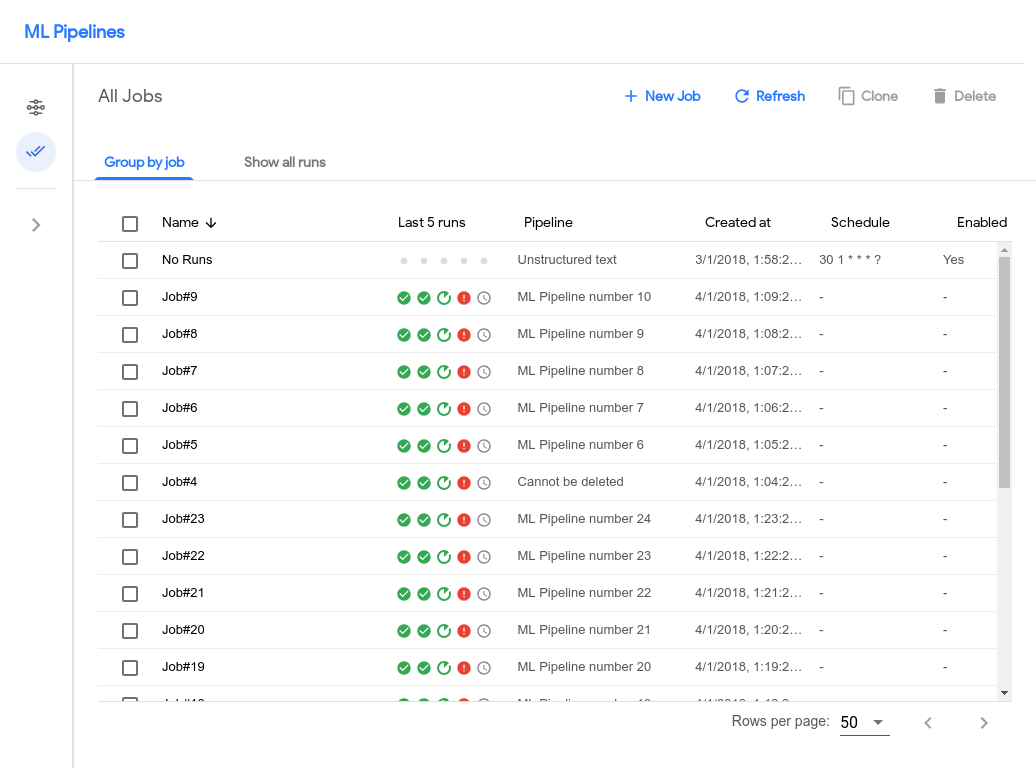 ML Pipelines
All Jobs
New Job Refresh Clone Delete
Group by job Show all runs
Name Last 5 runs Pipeline Created at Schedule Enabled
No Runs Unstructured text 3/1/2018, 1:58:2… 30 1 * * * ? Yes
Job#9 ML Pipeline number 10 4/1/2018, 1:09:2… - -
Job#8 ML Pipeline number 9 4/1/2018, 1:08:2… - -
Job#7 ML Pipeline number 8 4/1/2018, 1:07:2… - -
Job#6 ML Pipeline number 7 4/1/2018, 1:06:2… - -
Job#5 ML Pipeline number 6 4/1/2018, 1:05:2… - -
Job#4 Cannot be deleted 4/1/2018, 1:04:2… - -
Job#23 ML Pipeline number 24 4/1/2018, 1:23:2… - -
Job#22 ML Pipeline number 23 4/1/2018, 1:22:2… - -
Job#21 ML Pipeline number 22 4/1/2018, 1:21:2… - -
Job#20 ML Pipeline number 21 4/1/2018, 1:20:2… - -
Job#19 ML Pipeline number 20 4/1/2018, 1:19:2… - -
Rows per page: 50